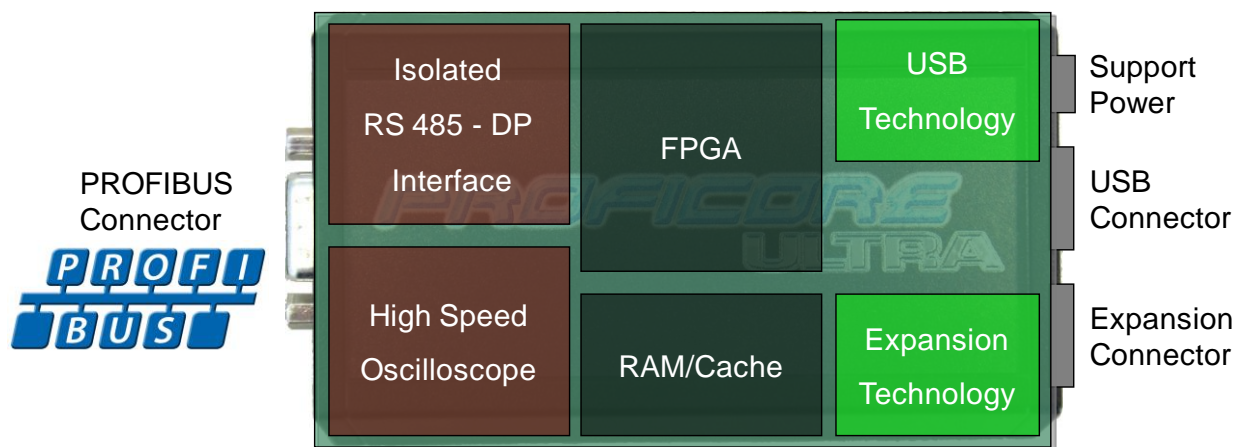 PROFIBUS
Connector
PROFI
BUS
Isolated
RS 485 - DP
Interface
High Speed
Oscilloscope
FPGA
RAM/Cache
PROFICORE
ULTRA
USB
Technology
Expansion
Technology
Support
Power
USB
Connector
Expansion
Connector